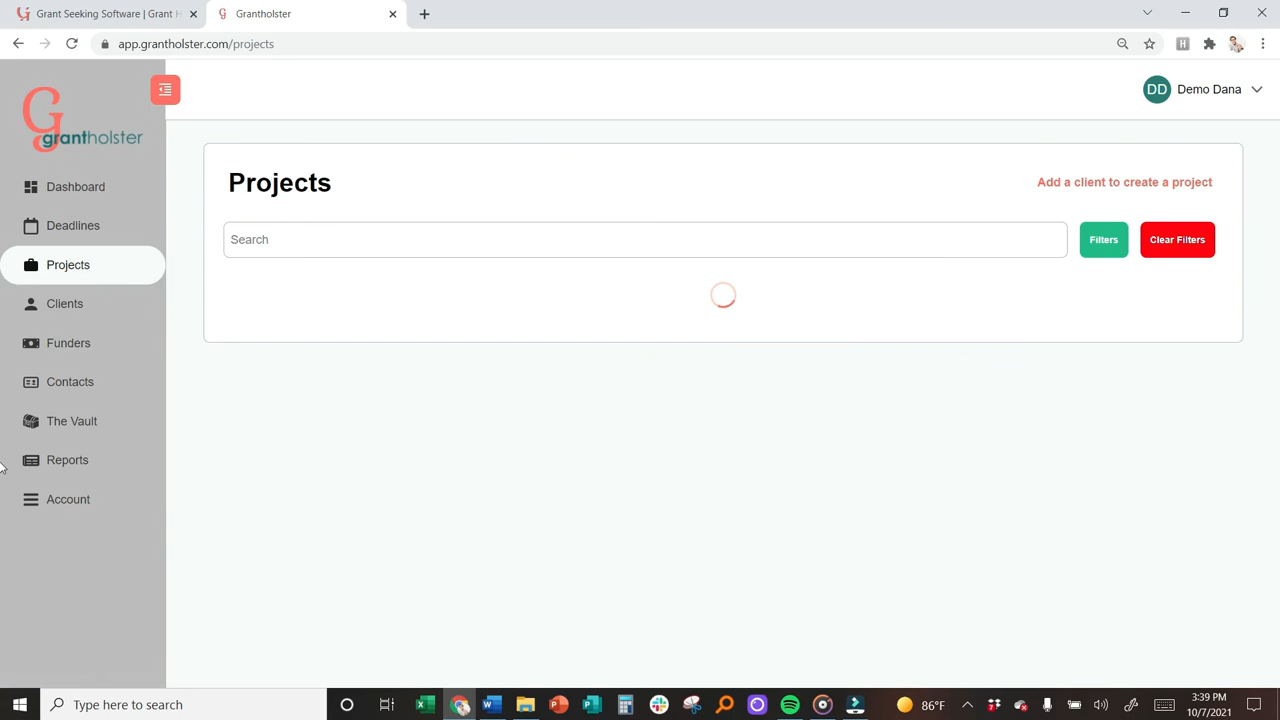 Grant Seeking Software | Grant H
Grantholster
app.grantholster.com/projects
H
G
grantholster
DD Demo Dana
Dashboard
Deadlines
Projects
Clients
Funders
Contacts
The Vault
Reports
Account
Projects
Add a client to create a project
Search
Filters
Clear Filters
Type here to search
86°F
3:39 PM
10/7/2021